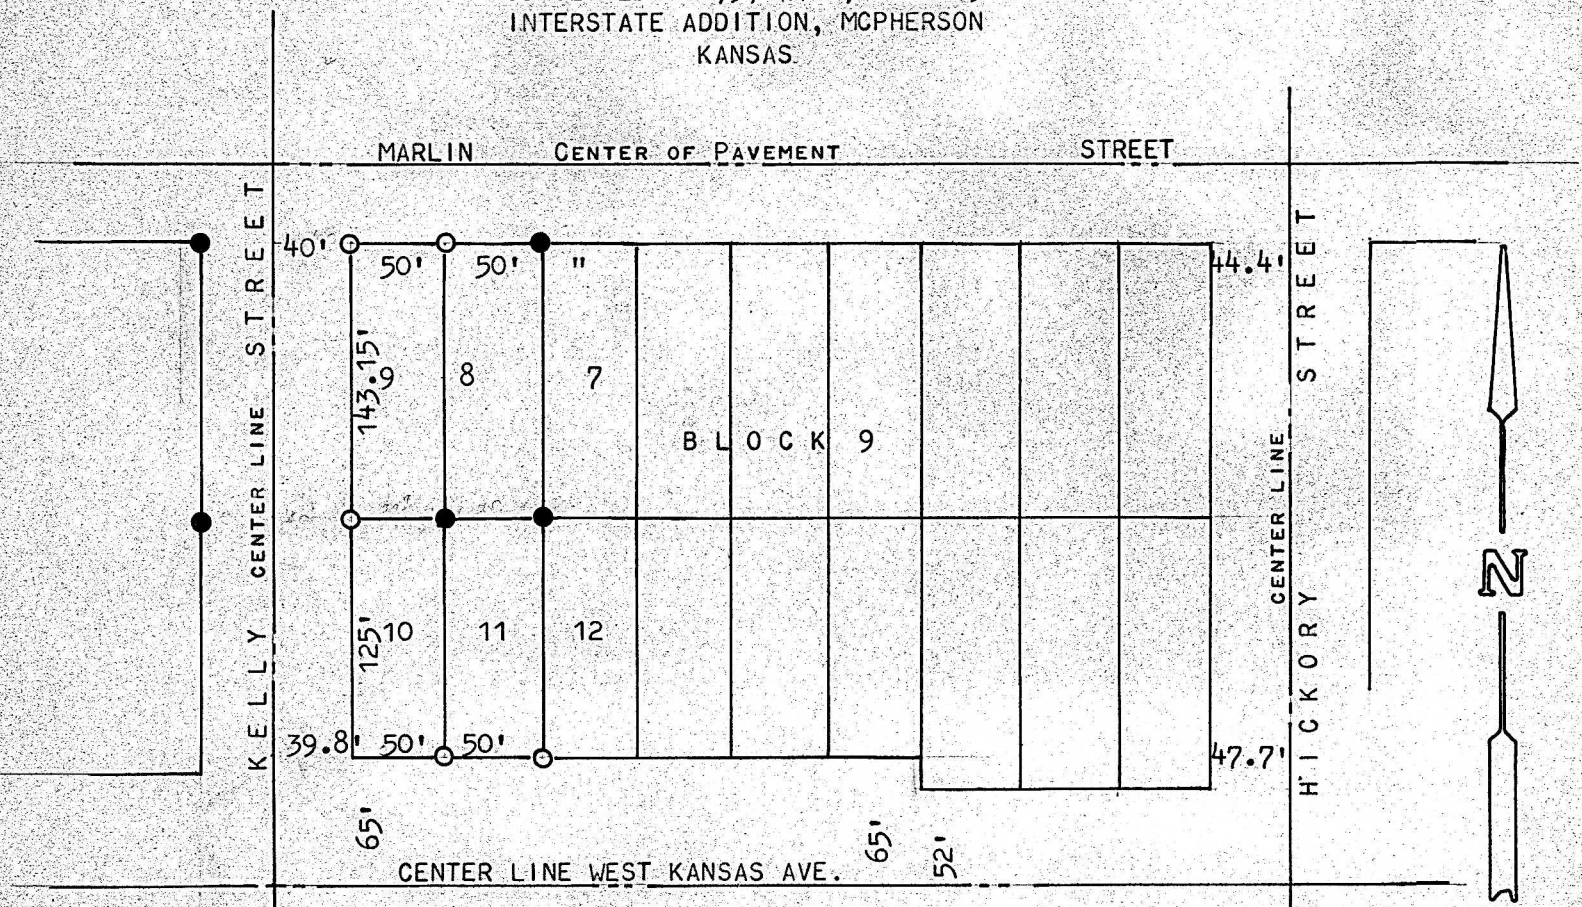 INTERSTATE ADDITION, MCPHERSON
KANSAS
MARLIN CENTER OF PAVEMENT STREET
KELLY CENTER LINE STREET
40'
50' 50' "
44.4'
143.15'
9 8 7
BLOCK 9
125'
10 11 12
39.8' 50' 50'
47.7'
HICKORY CENTER LINE STREET
N
65' 65' 52'
CENTER LINE WEST KANSAS AVE.